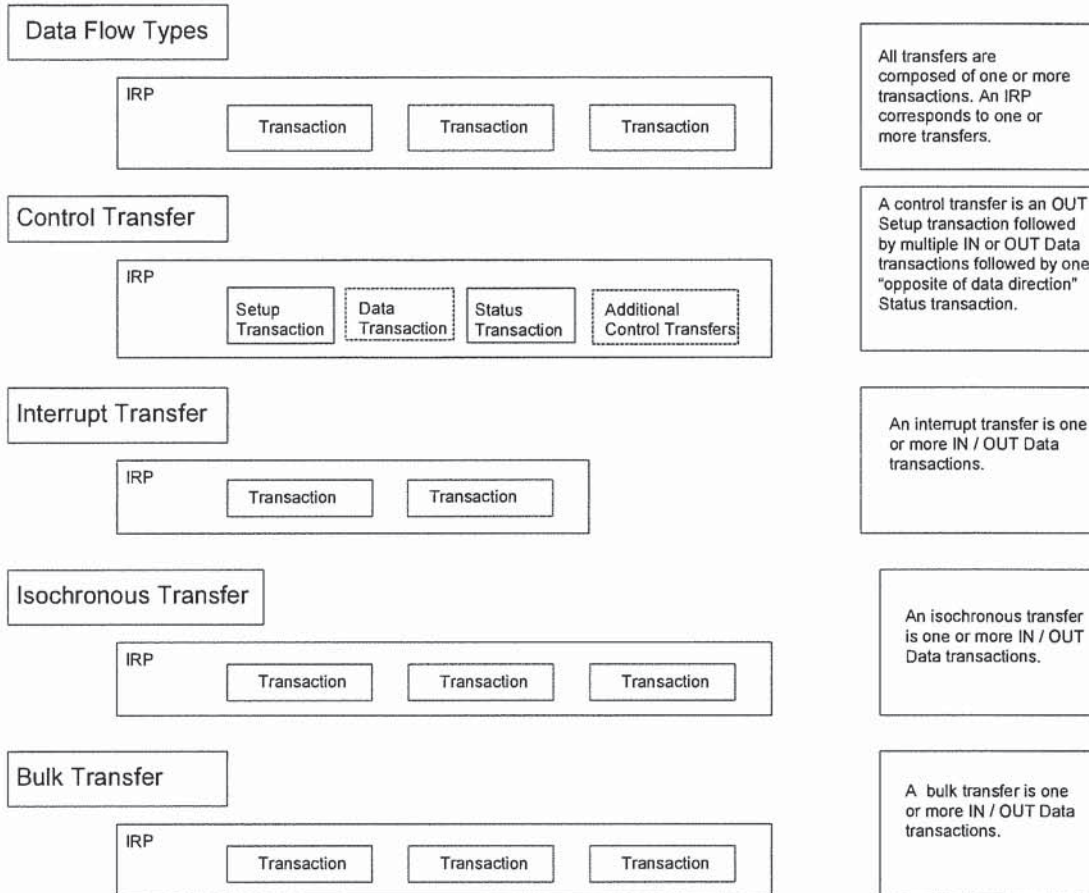 Data Flow Types
IRP
Transaction
Transaction
Transaction
All transfers are
composed of one or more
transactions. An IRP
corresponds to one or
more transfers.
Control Transfer
IRP
Setup
Transaction
Data
Transaction
Status
Transaction
Additional
Control Transfers
A control transfer is an OUT
Setup transaction followed
by multiple IN or OUT Data
transactions followed by one
"opposite of data direction"
Status transaction.
Interrupt Transfer
IRP
Transaction
Transaction
An interrupt transfer is one
or more IN / OUT Data
transactions.
Isochronous Transfer
IRP
Transaction
Transaction
Transaction
An isochronous transfer
is one or more IN / OUT
Data transactions.
Bulk Transfer
IRP
Transaction
Transaction
Transaction
A bulk transfer is one
or more IN / OUT Data
transactions.